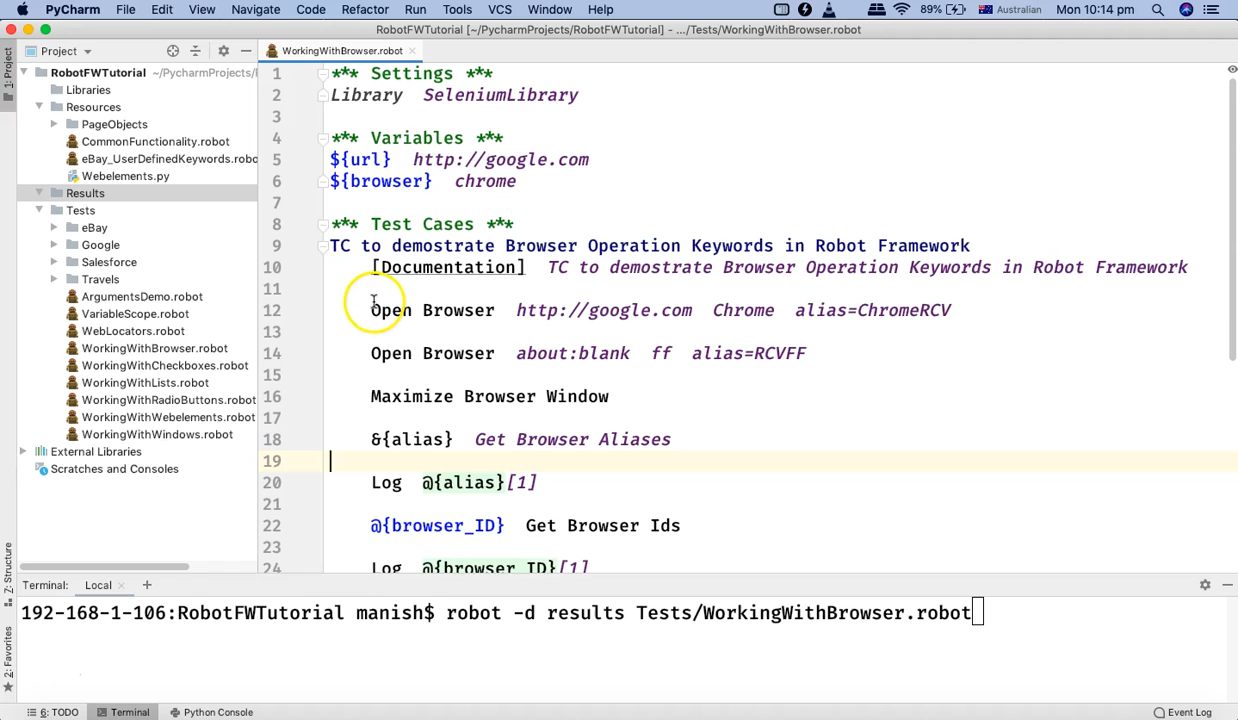 PyCharm File Edit View Navigate Code Refactor Run Tools VCS Window Help 89% Australian Mon 10:14 pm
RobotFWTutorial [~/PycharmProjects/RobotFWTutorial] - .../Tests/WorkingWithBrowser.robot
1: Project
Project
WorkingWithBrowser.robot
RobotFWTutorial ~/PycharmProjects/
Libraries
Resources
PageObjects
CommonFunctionality.robot
eBay_UserDefinedKeywords.robo
Webelements.py
Results
Tests
eBay
Google
Salesforce
Travels
ArgumentsDemo.robot
VariableScope.robot
WebLocators.robot
WorkingWithBrowser.robot
WorkingWithCheckboxes.robot
WorkingWithLists.robot
WorkingWithRadioButtons.robot
WorkingWithWebelements.robot
WorkingWithWindows.robot
External Libraries
Scratches and Consoles
1 *** Settings ***
2 Library SeleniumLibrary
3
4 *** Variables ***
5 ${url} http://google.com
6 ${browser} chrome
7
8 *** Test Cases ***
9 TC to demostrate Browser Operation Keywords in Robot Framework
10 [Documentation] TC to demostrate Browser Operation Keywords in Robot Framework
11
12 Open Browser http://google.com Chrome alias=ChromeRCV
13
14 Open Browser about:blank ff alias=RCVFF
15
16 Maximize Browser Window
17
18 &{alias} Get Browser Aliases
19
20 Log @{alias}[1]
21
22 @{browser_ID} Get Browser Ids
23
24 Log @{browser_ID}[1]
7: Structure
2: Favorites
Terminal: Local +
192-168-1-106:RobotFWTutorial manish$ robot -d results Tests/WorkingWithBrowser.robot
6: TODO Terminal Python Console Event Log